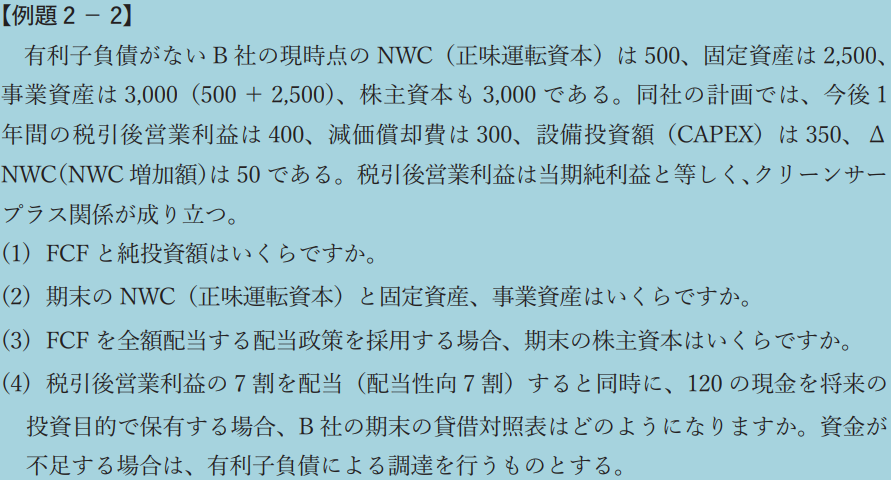 【例題２－２】
有利子負債がないＢ社の現時点の NWC（正味運転資本）は 500、固定資産は 2,500、
事業資産は 3,000（500 ＋ 2,500）、株主資本も 3,000 である。同社の計画では、今後１
年間の税引後営業利益は 400、減価償却費は 300、設備投資額（CAPEX）は 350、Δ
NWC(NWC 増加額)は 50 である。税引後営業利益は当期純利益と等しく、クリーンサー
プラス関係が成り立つ。
(1) FCF と純投資額はいくらですか。
(2) 期末の NWC（正味運転資本）と固定資産、事業資産はいくらですか。
(3) FCF を全額配当する配当政策を採用する場合、期末の株主資本はいくらですか。
(4) 税引後営業利益の７割を配当（配当性向７割）すると同時に、120 の現金を将来の
投資目的で保有する場合、Ｂ社の期末の貸借対照表はどのようになりますか。資金が
不足する場合は、有利子負債による調達を行うものとする。